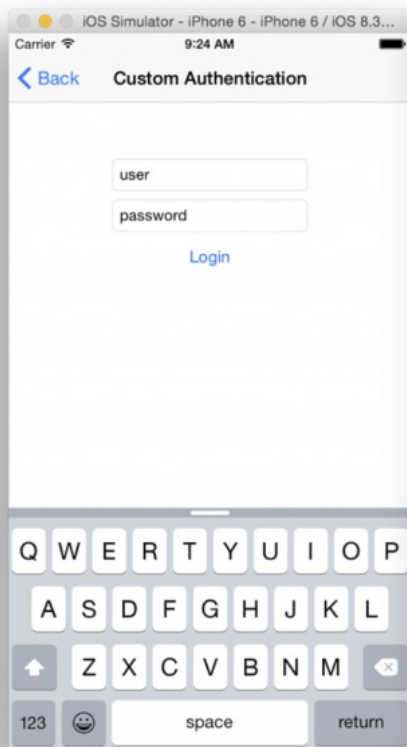 iOS Simulator - iPhone 6 - iPhone 6 / iOS 8.3...
Carrier 9:24 AM
Back Custom Authentication
user
password
Login
Q W E R T Y U I O P
A S D F G H J K L
Z X C V B N M
123 space return